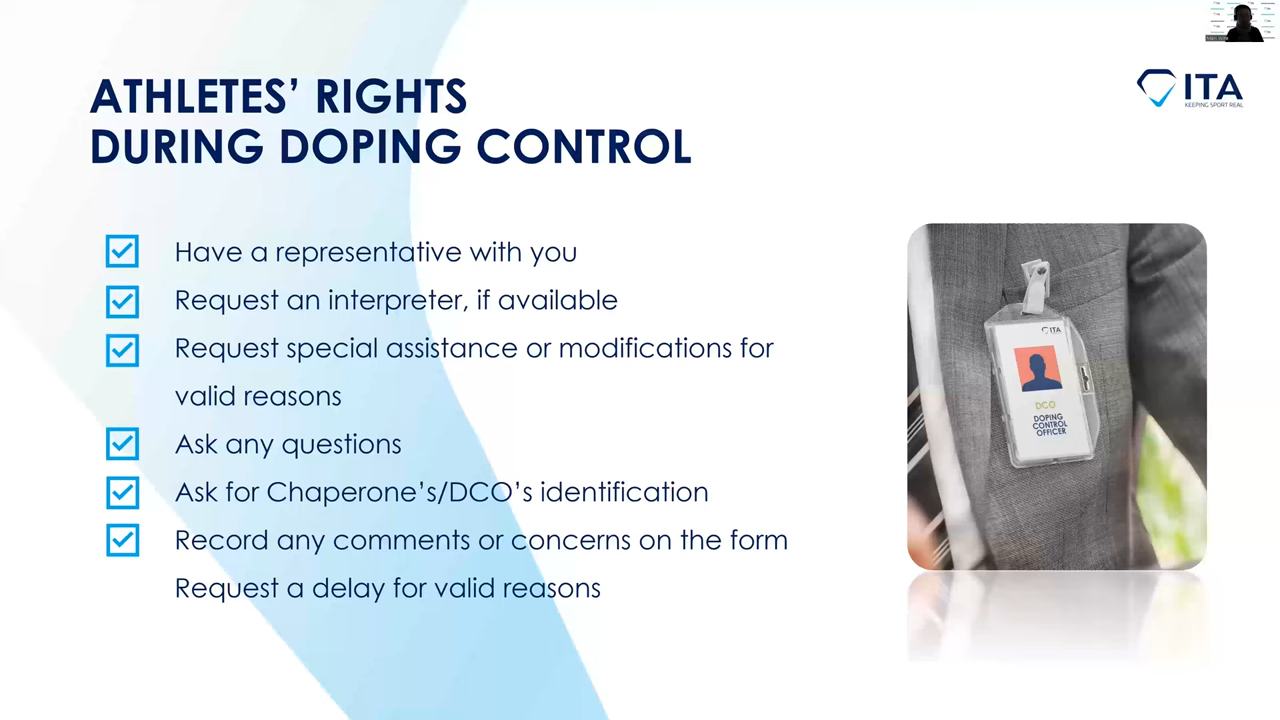 ATHLETES’ RIGHTS
DURING DOPING CONTROL
ITA
KEEPING SPORT REAL
Have a representative with you
Request an interpreter, if available
Request special assistance or modifications for
valid reasons
Ask any questions
Ask for Chaperone’s/DCO’s identification
Record any comments or concerns on the form
Request a delay for valid reasons
ITA
DCO
DOPING
CONTROL
OFFICER